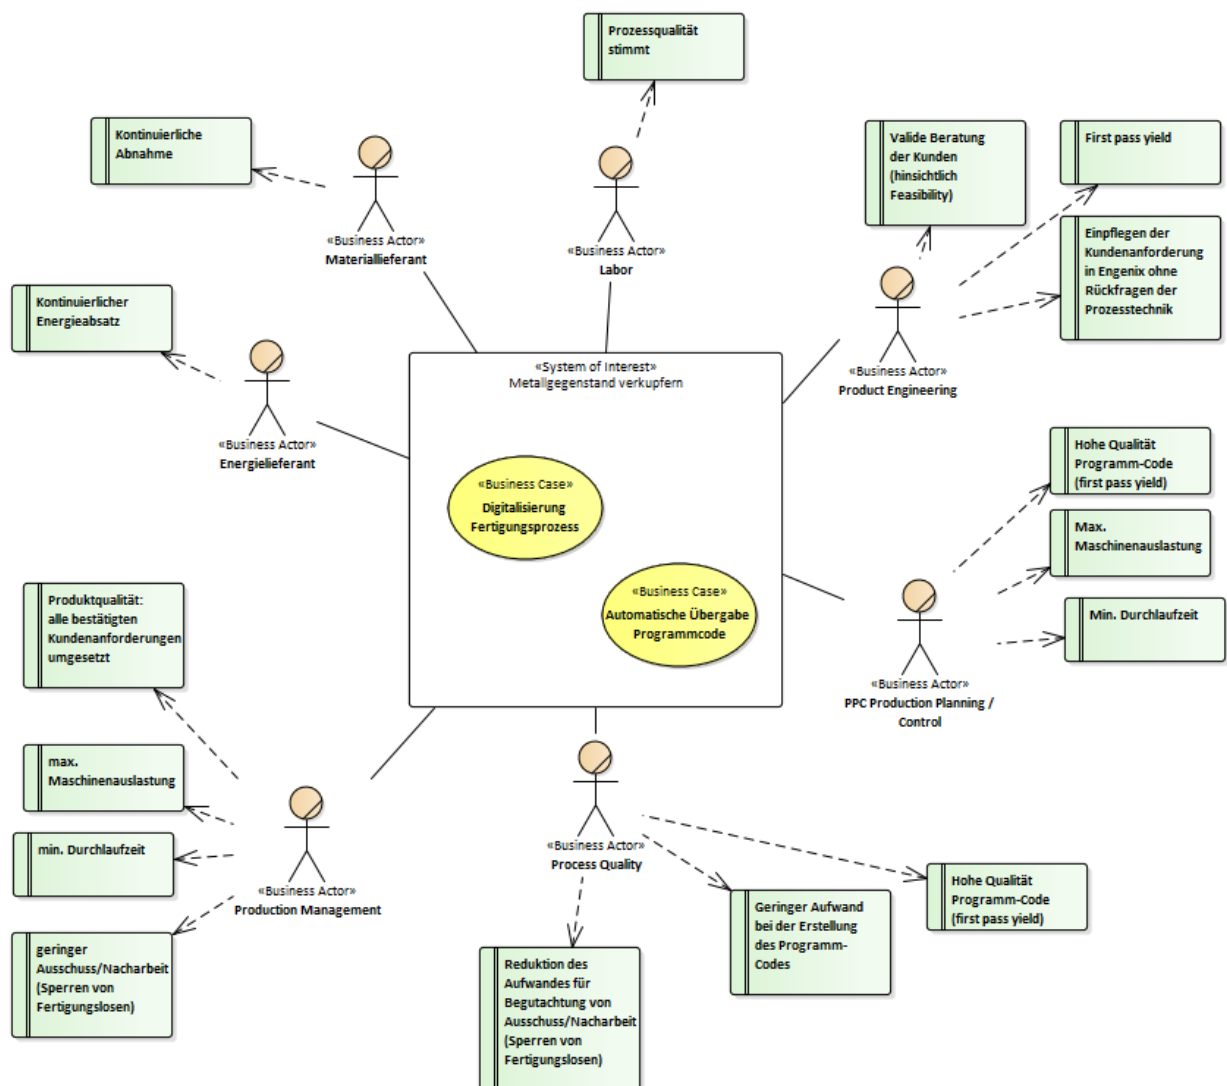 Prozessqualität
stimmt
Kontinuierliche
Abnahme
Valide Beratung
der Kunden
(hinsichtlich
Feasibility)
First pass yield
«Business Actor»
Materiallieferant
«Business Actor»
Labor
Einpflegen der
Kundenanforderung
in Engenix ohne
Rückfragen der
Prozesstechnik
Kontinuierlicher
Energieabsatz
«Business Actor»
Product Engineering
«System of Interest»
Metallgegenstand verkupfern
«Business Actor»
Energielieferant
«Business Case»
Digitalisierung
Fertigungsprozess
Hohe Qualität
Programm-Code
(first pass yield)
Max.
Maschinenauslastung
«Business Case»
Automatische Übergabe
Programmcode
Min. Durchlaufzeit
Produktqualität:
alle bestätigten
Kundenanforderungen
umgesetzt
«Business Actor»
PPC Production Planning /
Control
max.
Maschinenauslastung
min. Durchlaufzeit
«Business Actor»
Process Quality
«Business Actor»
Production Management
Hohe Qualität
Programm-Code
(first pass yield)
Geringer Aufwand
bei der Erstellung
des Programm-
Codes
geringer
Ausschuss/Nacharbeit
(Sperren von
Fertigungslosen)
Reduktion des
Aufwandes für
Begutachtung von
Ausschuss/Nacharbeit
(Sperren von
Fertigungslosen)